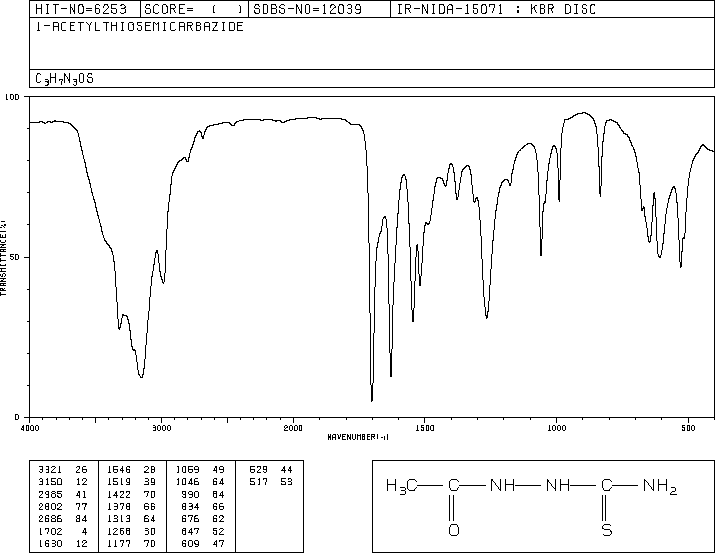 HIT-NO=6253 SCORE= ( ) SDBS-NO=12039 IR-NIDA-15071 : KBR DISC
1-ACETYLTHIOSEMICARBAZIDE
C3H7N3OS
100
50
0
TRANSMITTANCE(%)
4000 3000 2000 1500 1000 500
WAVENUMBER(-1)
3321 26 1546 28 1059 49 529 44
3150 12 1519 39 1046 64 517 53
2985 41 1422 70 990 64
2802 77 1378 66 834 66
2686 84 1313 64 676 62
1702 4 1268 30 647 52
1630 12 1177 70 609 47
H3C C NH NH C NH2
O S